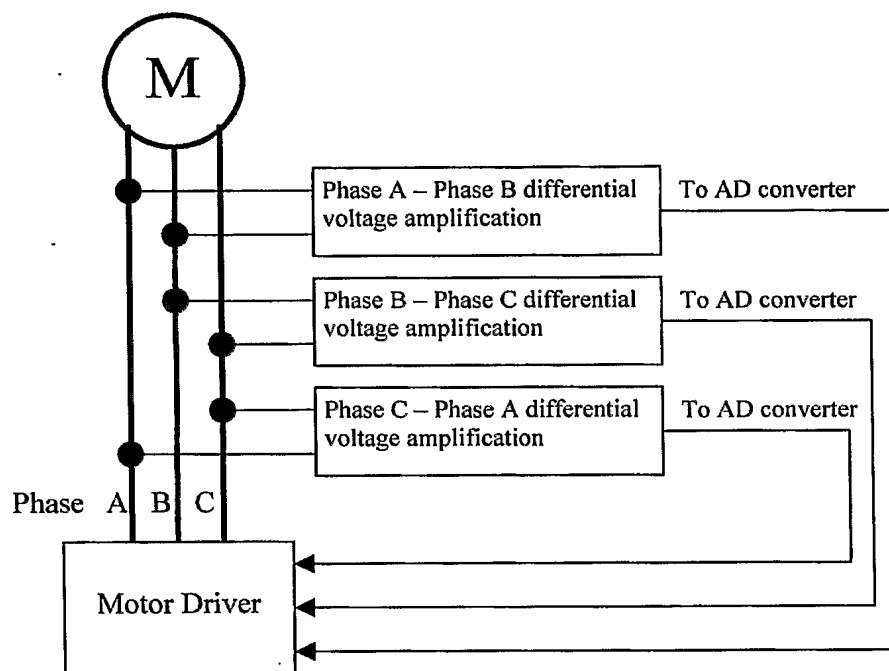 M
Phase A – Phase B differential
voltage amplification
To AD converter
Phase B – Phase C differential
voltage amplification
To AD converter
Phase C – Phase A differential
voltage amplification
To AD converter
Phase A B C
Motor Driver